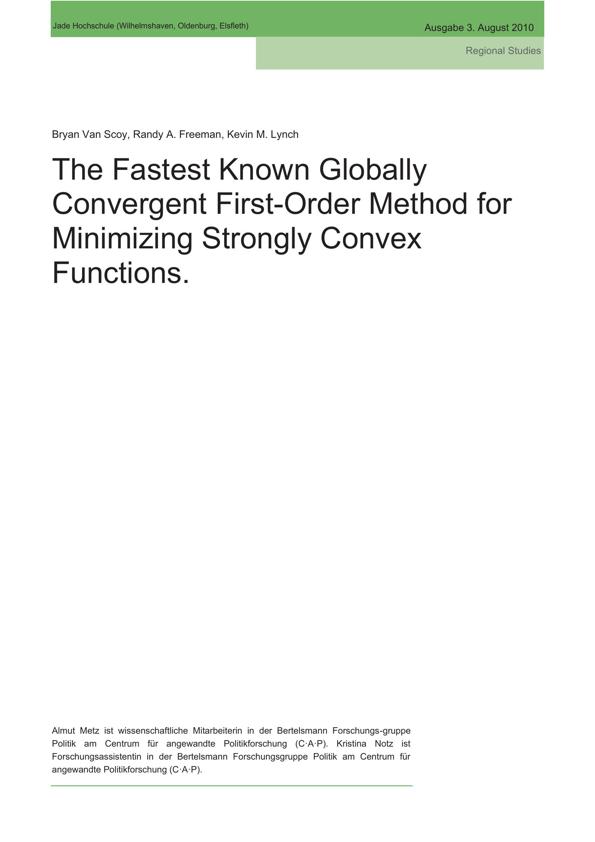 Jade Hochschule (Wilhelmshaven, Oldenburg, Elsfleth)
Ausgabe 3. August 2010
Regional Studies
Bryan Van Scoy, Randy A. Freeman, Kevin M. Lynch
The Fastest Known Globally
Convergent First-Order Method for
Minimizing Strongly Convex
Functions.
Almut Metz ist wissenschaftliche Mitarbeiterin in der Bertelsmann Forschungs-gruppe
Politik am Centrum für angewandte Politikforschung (C·A·P). Kristina Notz ist
Forschungsassistentin in der Bertelsmann Forschungsgruppe Politik am Centrum für
angewandte Politikforschung (C·A·P).